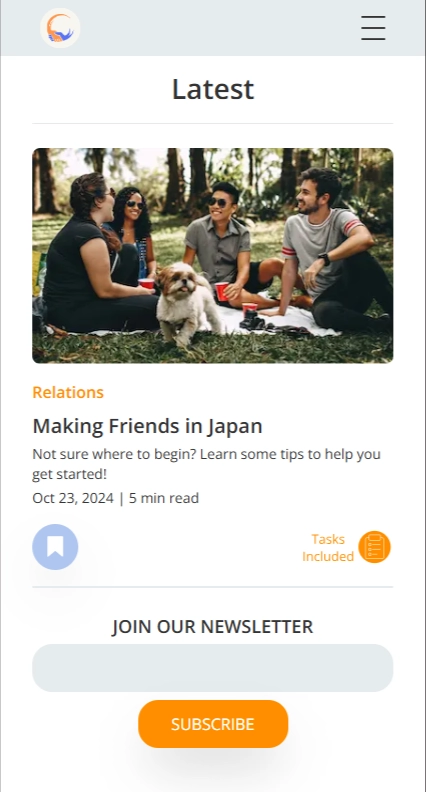 Latest
Relations
Making Friends in Japan
Not sure where to begin? Learn some tips to help you
get started!
Oct 23, 2024 | 5 min read
Tasks
Included
JOIN OUR NEWSLETTER
SUBSCRIBE